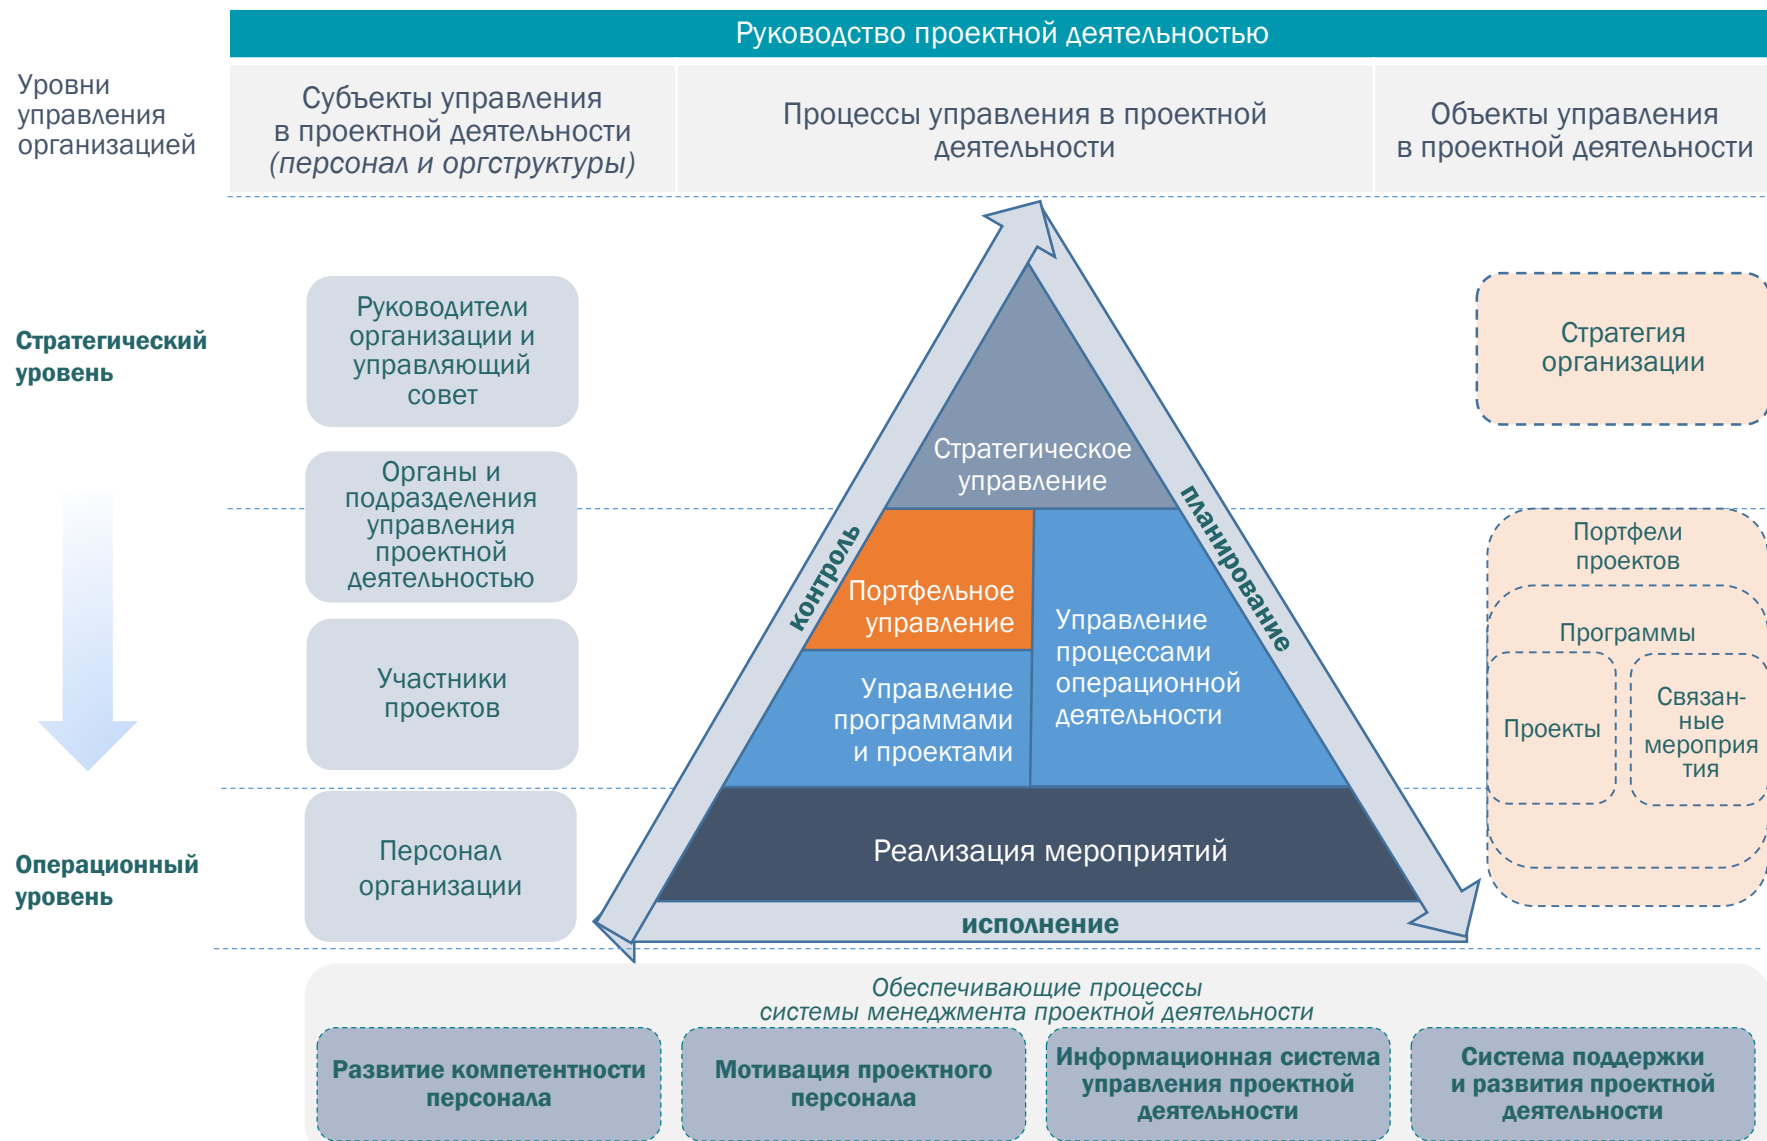 Руководство проектной деятельностью
Уровни
управления
организацией
Субъекты управления
в проектной деятельности
(персонал и оргструктуры)
Процессы управления в проектной
деятельности
Объекты управления
в проектной деятельности
Стратегический
уровень
Руководители
организации и
управляющий
совет
Стратегическое
управление
Стратегия
организации
Органы и
подразделения
управления
проектной
деятельностью
контроль
планирование
Портфельное
управление
Управление
процессами
операционной
деятельности
Портфели
проектов
Программы
Проекты
Связан-
ные
мероприя
тия
Участники
проектов
Управление
программами
и проектами
Операционный
уровень
Персонал
организации
Реализация мероприятий
исполнение
Обеспечивающие процессы
системы менеджмента проектной деятельности
Развитие компетентности
персонала
Мотивация проектного
персонала
Информационная система
управления проектной
деятельности
Система поддержки
и развития проектной
деятельности